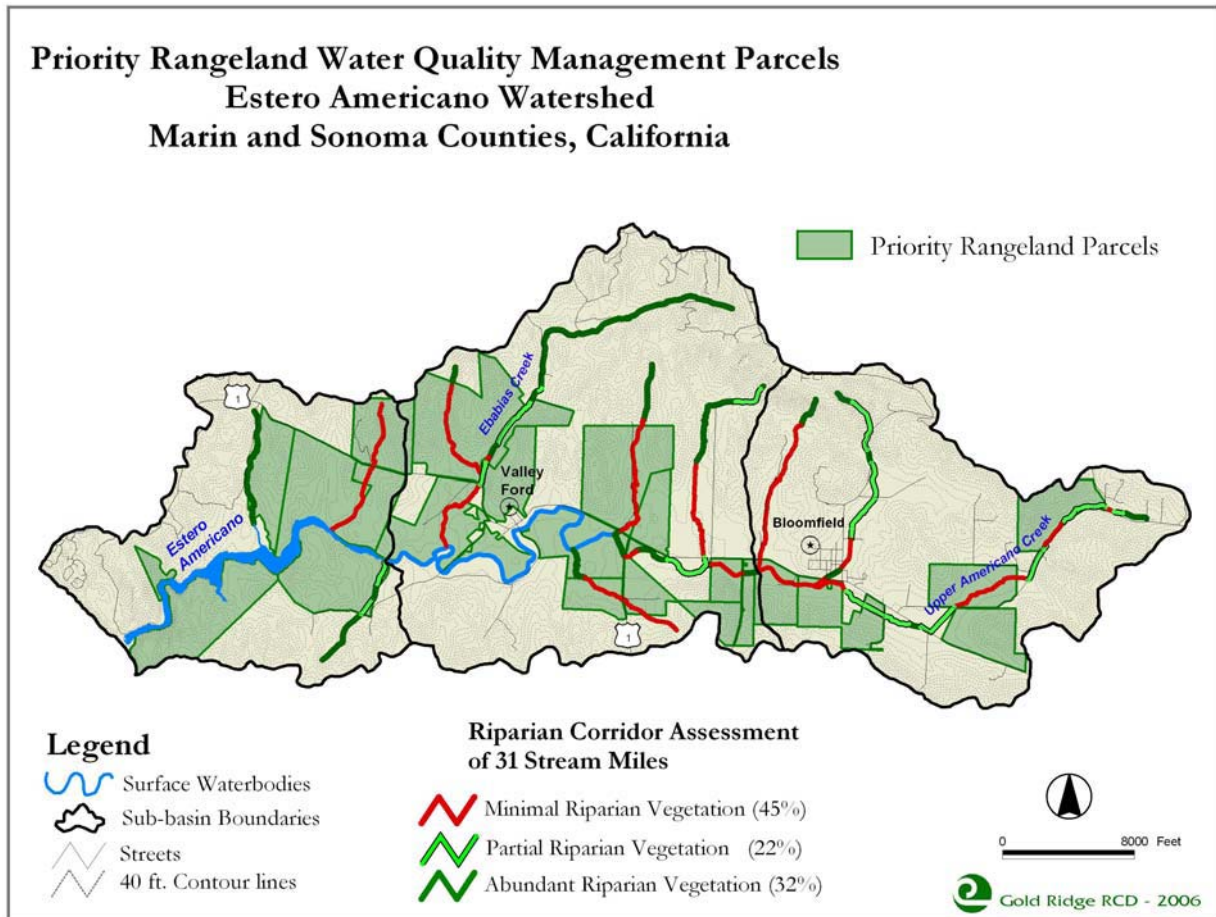 Priority Rangeland Water Quality Management Parcels
Estero Americano Watershed
Marin and Sonoma Counties, California
Priority Rangeland Parcels
1
Ebabias Creek
Valley
Ford
Bloomfield
Estero
Americano
Upper Americano Creek
1
Legend
Surface Waterbodies
Sub-basin Boundaries
Streets
40 ft. Contour lines
Riparian Corridor Assessment
of 31 Stream Miles
Minimal Riparian Vegetation (45%)
Partial Riparian Vegetation (22%)
Abundant Riparian Vegetation (32%)
0 8000 Feet
Gold Ridge RCD - 2006